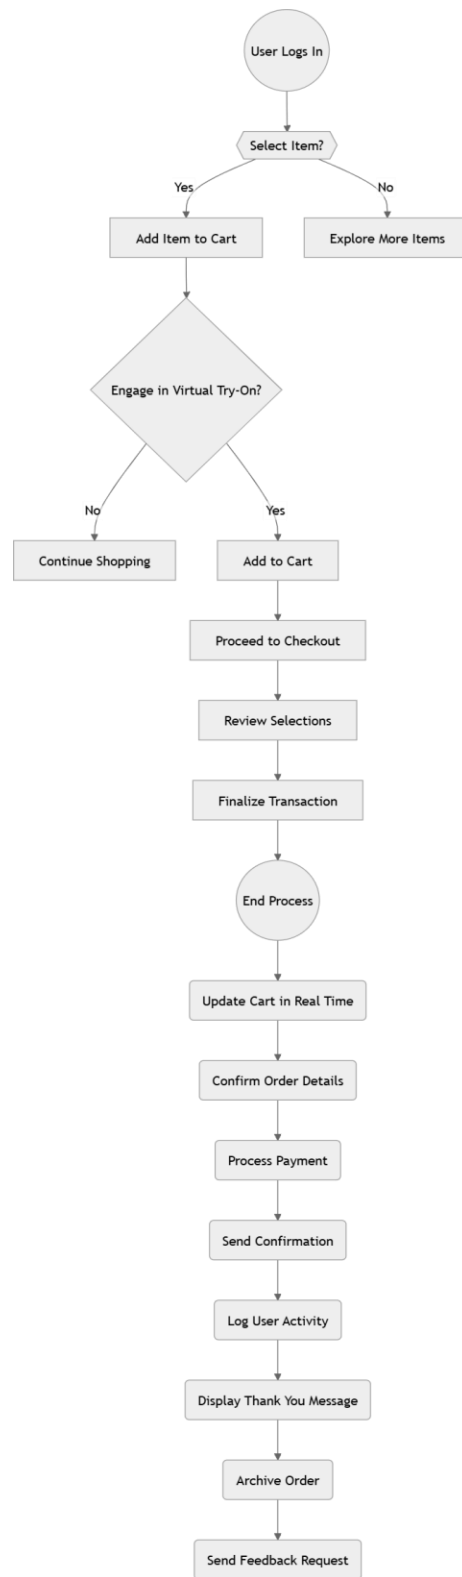 User Logs In
Select Item?
Yes
No
Add Item to Cart
Explore More Items
Engage in Virtual Try-On?
No
Yes
Continue Shopping
Add to Cart
Proceed to Checkout
Review Selections
Finalize Transaction
End Process
Update Cart in Real Time
Confirm Order Details
Process Payment
Send Confirmation
Log User Activity
Display Thank You Message
Archive Order
Send Feedback Request